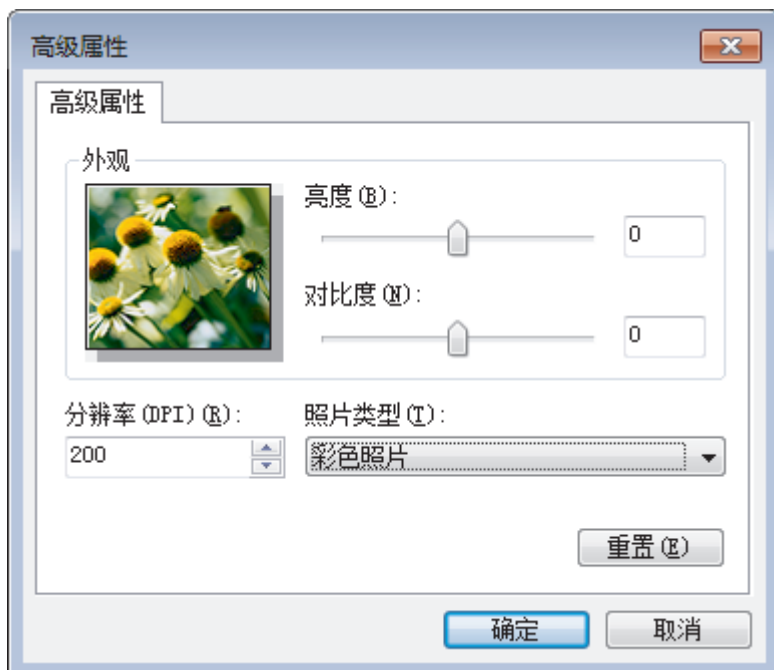 高级属性
高级属性
外观
亮度(B):
0
对比度(N):
0
分辨率(DPI)(R):
照片类型(T):
200
彩色照片
重置(E)
确定
取消